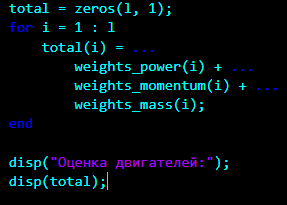 total = zeros(l, 1);
for i = 1 : l
total(i) = ...
weights_power(i) + ...
weights_momentum(i) + ...
weights_mass(i);
end
disp("Оценка двигателей:");
disp(total);